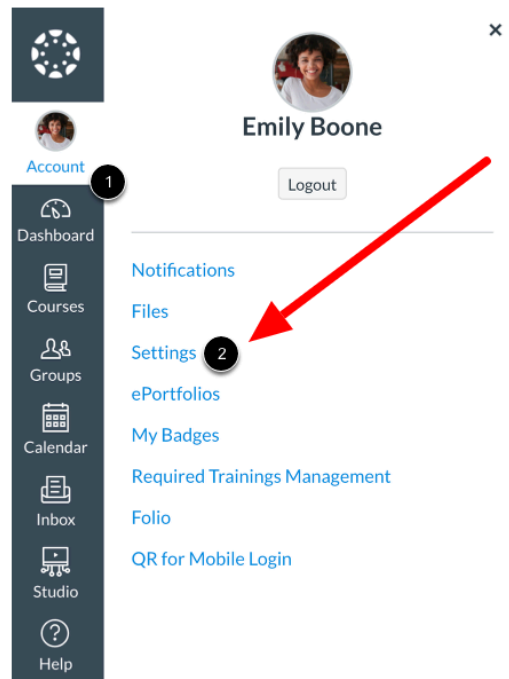 ×
Emily Boone
Logout
Account
1
Dashboard
Courses
Groups
Calendar
Inbox
Studio
Help
Notifications
Files
Settings 2
ePortfolios
My Badges
Required Trainings Management
Folio
QR for Mobile Login